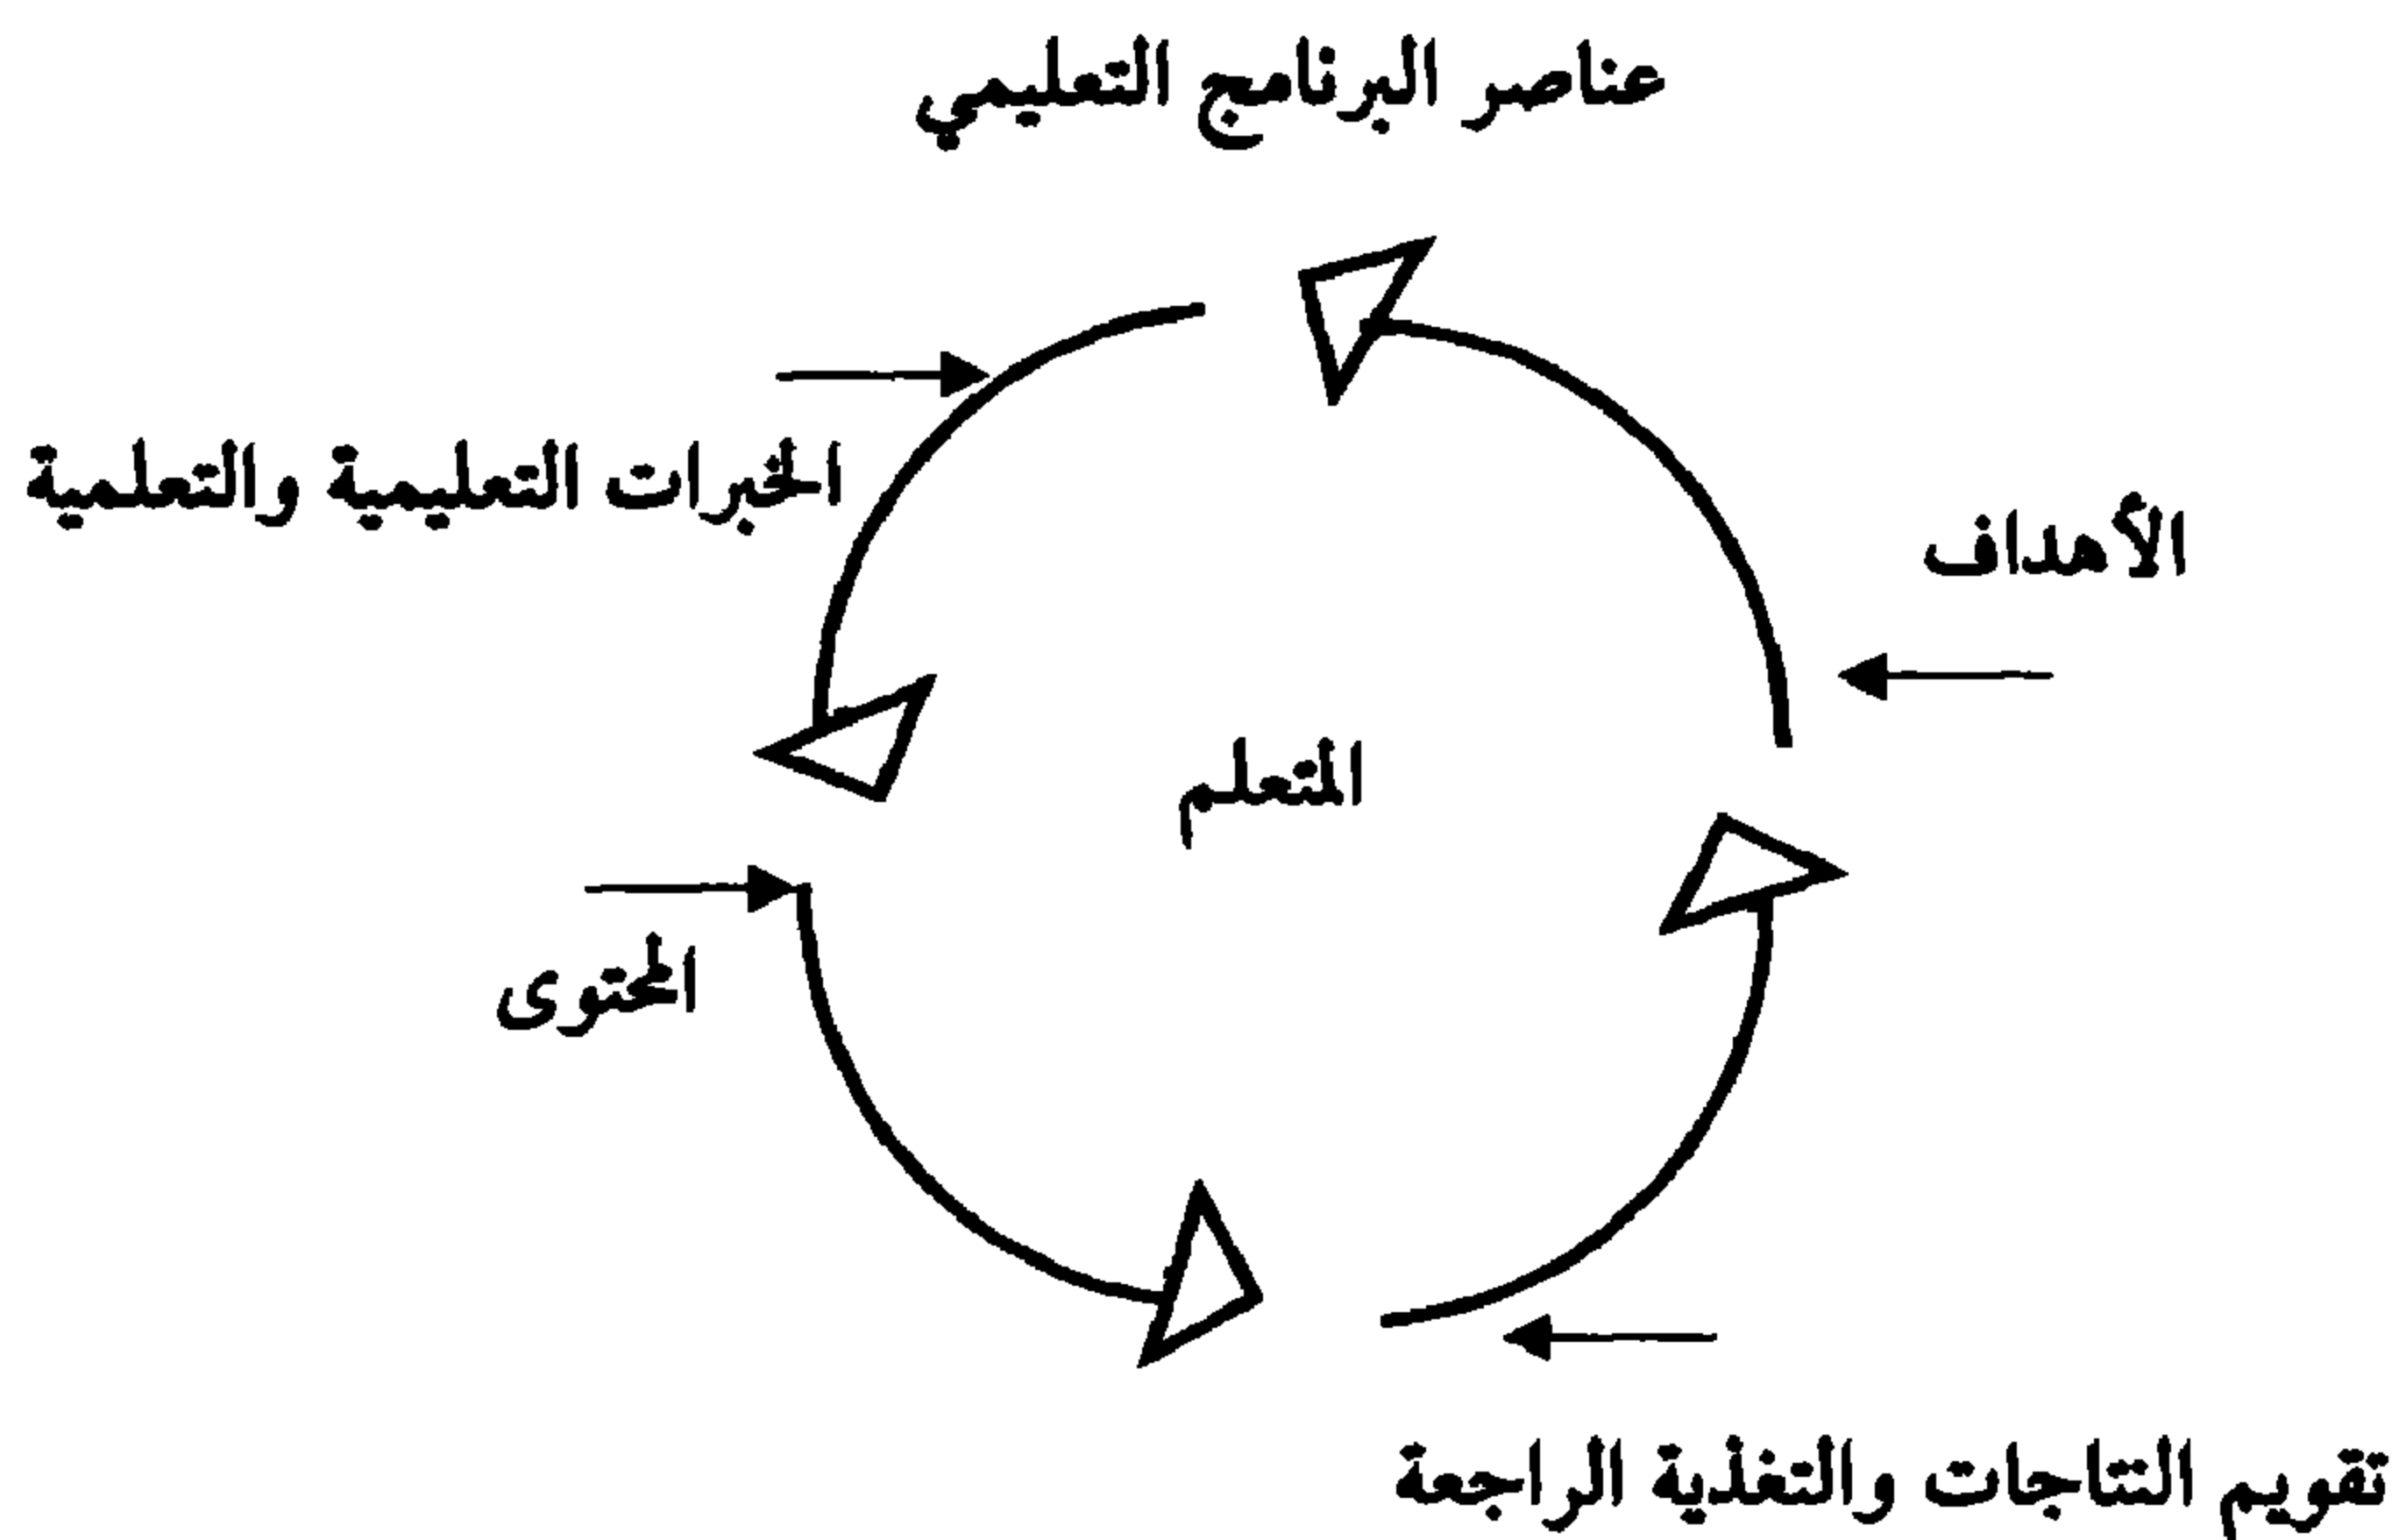 عناصر البرنامج التعليمي
الخبرات التعليمية والتعلمية
الأهداف
المتعلم
المحتوى
تقويم النتاجات والتغذية الراجعة